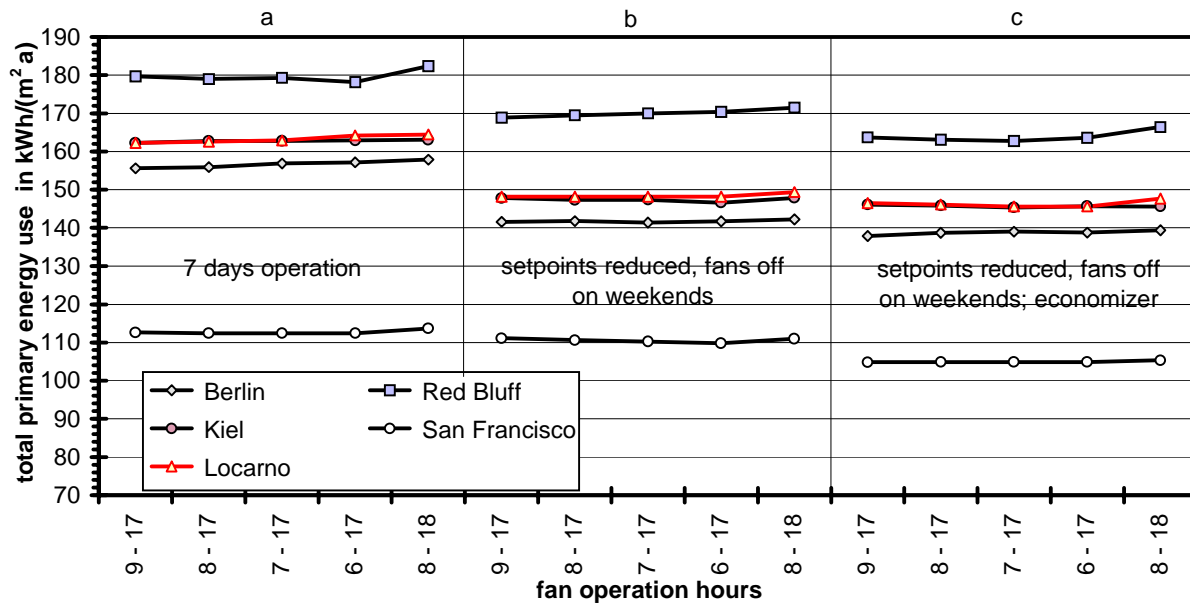 a b c
total primary energy use in kWh/(m² a)
190
180
170
160
150
140
130
120
110
100
90
80
70
7 days operation
setpoints reduced, fans off
on weekends
setpoints reduced, fans off
on weekends; economizer
Berlin Red Bluff
Kiel San Francisco
Locarno
9 - 17 8 - 17 7 - 17 6 - 17 8 - 18 9 - 17 8 - 17 7 - 17 6 - 17 8 - 18 9 - 17 8 - 17 7 - 17 6 - 17 8 - 18
fan operation hours